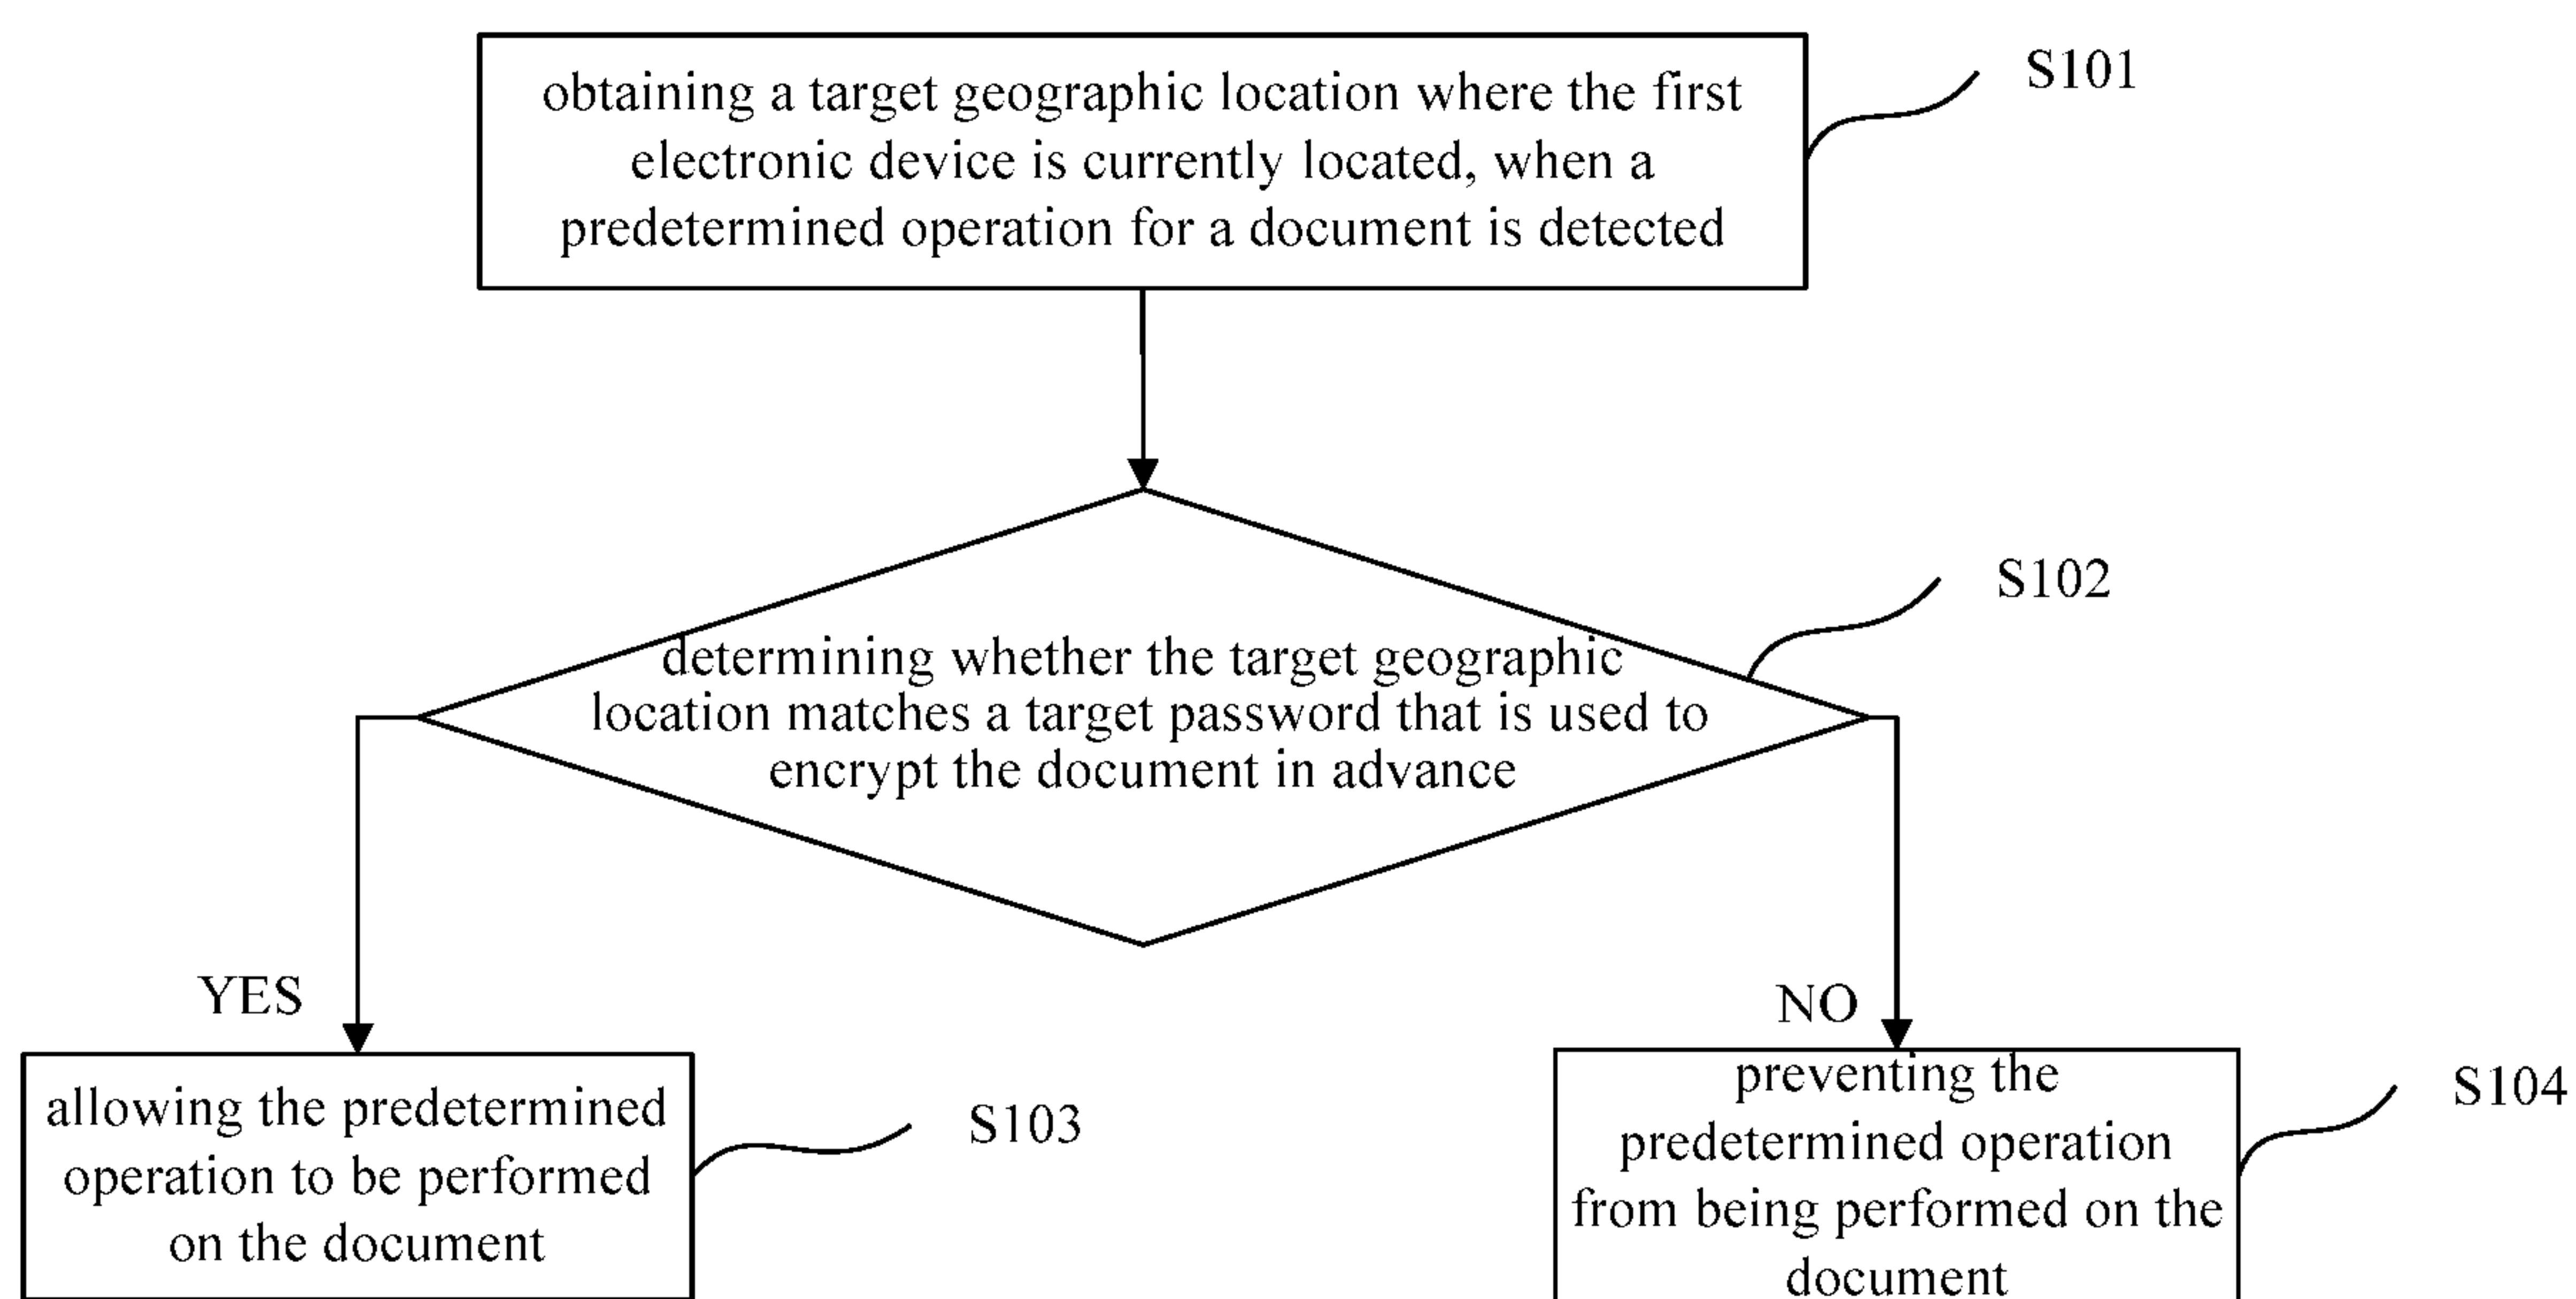 obtaining a target geographic location where the first
electronic device is currently located, when a
predetermined operation for a document is detected
S101
determining whether the target geographic
location matches a target password that is used to
encrypt the document in advance
S102
YES
NO
allowing the predetermined
operation to be performed
on the document
S103
preventing the
predetermined operation
from being performed on the
document
S104